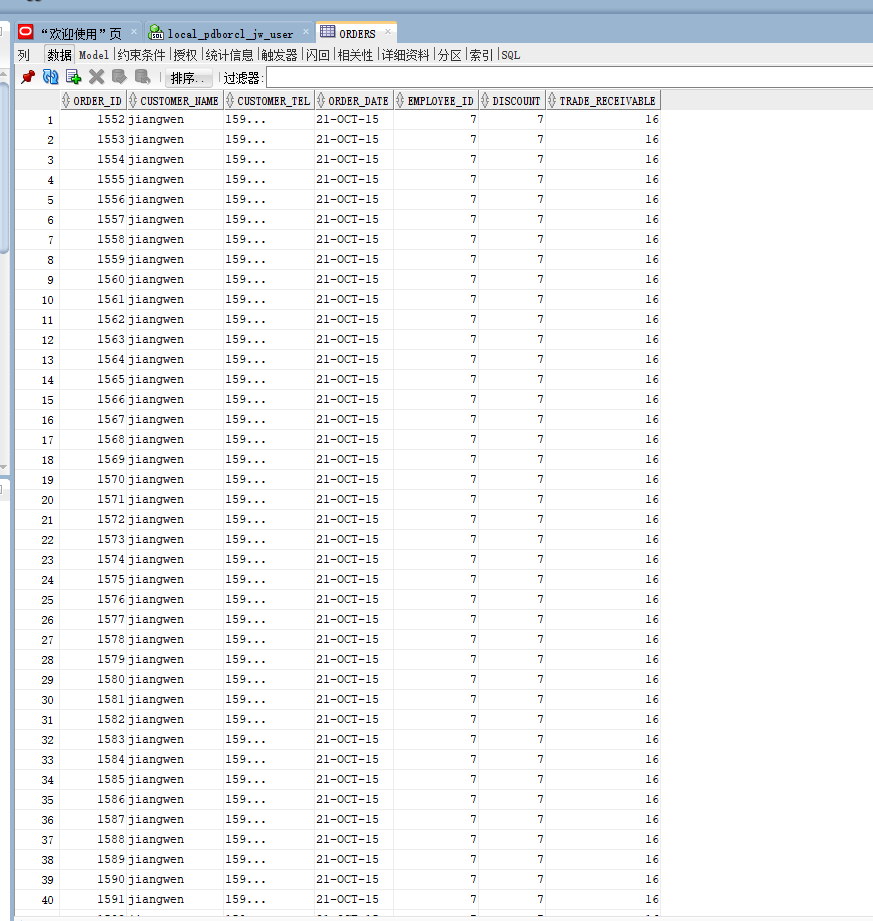 “欢迎使用”页 local_pdborcl_jw_user ORDERS
列 数据 Model 约束条件 授权 统计信息 触发器 闪回 相关性 详细资料 分区 索引 SQL
排序.. 过滤器:
ORDER_ID CUSTOMER_NAME CUSTOMER_TEL ORDER_DATE EMPLOYEE_ID DISCOUNT TRADE_RECEIVABLE
1 1552 jiangwen 159... 21-OCT-15 7 7 16
2 1553 jiangwen 159... 21-OCT-15 7 7 16
3 1554 jiangwen 159... 21-OCT-15 7 7 16
4 1555 jiangwen 159... 21-OCT-15 7 7 16
5 1556 jiangwen 159... 21-OCT-15 7 7 16
6 1557 jiangwen 159... 21-OCT-15 7 7 16
7 1558 jiangwen 159... 21-OCT-15 7 7 16
8 1559 jiangwen 159... 21-OCT-15 7 7 16
9 1560 jiangwen 159... 21-OCT-15 7 7 16
10 1561 jiangwen 159... 21-OCT-15 7 7 16
11 1562 jiangwen 159... 21-OCT-15 7 7 16
12 1563 jiangwen 159... 21-OCT-15 7 7 16
13 1564 jiangwen 159... 21-OCT-15 7 7 16
14 1565 jiangwen 159... 21-OCT-15 7 7 16
15 1566 jiangwen 159... 21-OCT-15 7 7 16
16 1567 jiangwen 159... 21-OCT-15 7 7 16
17 1568 jiangwen 159... 21-OCT-15 7 7 16
18 1569 jiangwen 159... 21-OCT-15 7 7 16
19 1570 jiangwen 159... 21-OCT-15 7 7 16
20 1571 jiangwen 159... 21-OCT-15 7 7 16
21 1572 jiangwen 159... 21-OCT-15 7 7 16
22 1573 jiangwen 159... 21-OCT-15 7 7 16
23 1574 jiangwen 159... 21-OCT-15 7 7 16
24 1575 jiangwen 159... 21-OCT-15 7 7 16
25 1576 jiangwen 159... 21-OCT-15 7 7 16
26 1577 jiangwen 159... 21-OCT-15 7 7 16
27 1578 jiangwen 159... 21-OCT-15 7 7 16
28 1579 jiangwen 159... 21-OCT-15 7 7 16
29 1580 jiangwen 159... 21-OCT-15 7 7 16
30 1581 jiangwen 159... 21-OCT-15 7 7 16
31 1582 jiangwen 159... 21-OCT-15 7 7 16
32 1583 jiangwen 159... 21-OCT-15 7 7 16
33 1584 jiangwen 159... 21-OCT-15 7 7 16
34 1585 jiangwen 159... 21-OCT-15 7 7 16
35 1586 jiangwen 159... 21-OCT-15 7 7 16
36 1587 jiangwen 159... 21-OCT-15 7 7 16
37 1588 jiangwen 159... 21-OCT-15 7 7 16
38 1589 jiangwen 159... 21-OCT-15 7 7 16
39 1590 jiangwen 159... 21-OCT-15 7 7 16
40 1591 jiangwen 159... 21-OCT-15 7 7 16